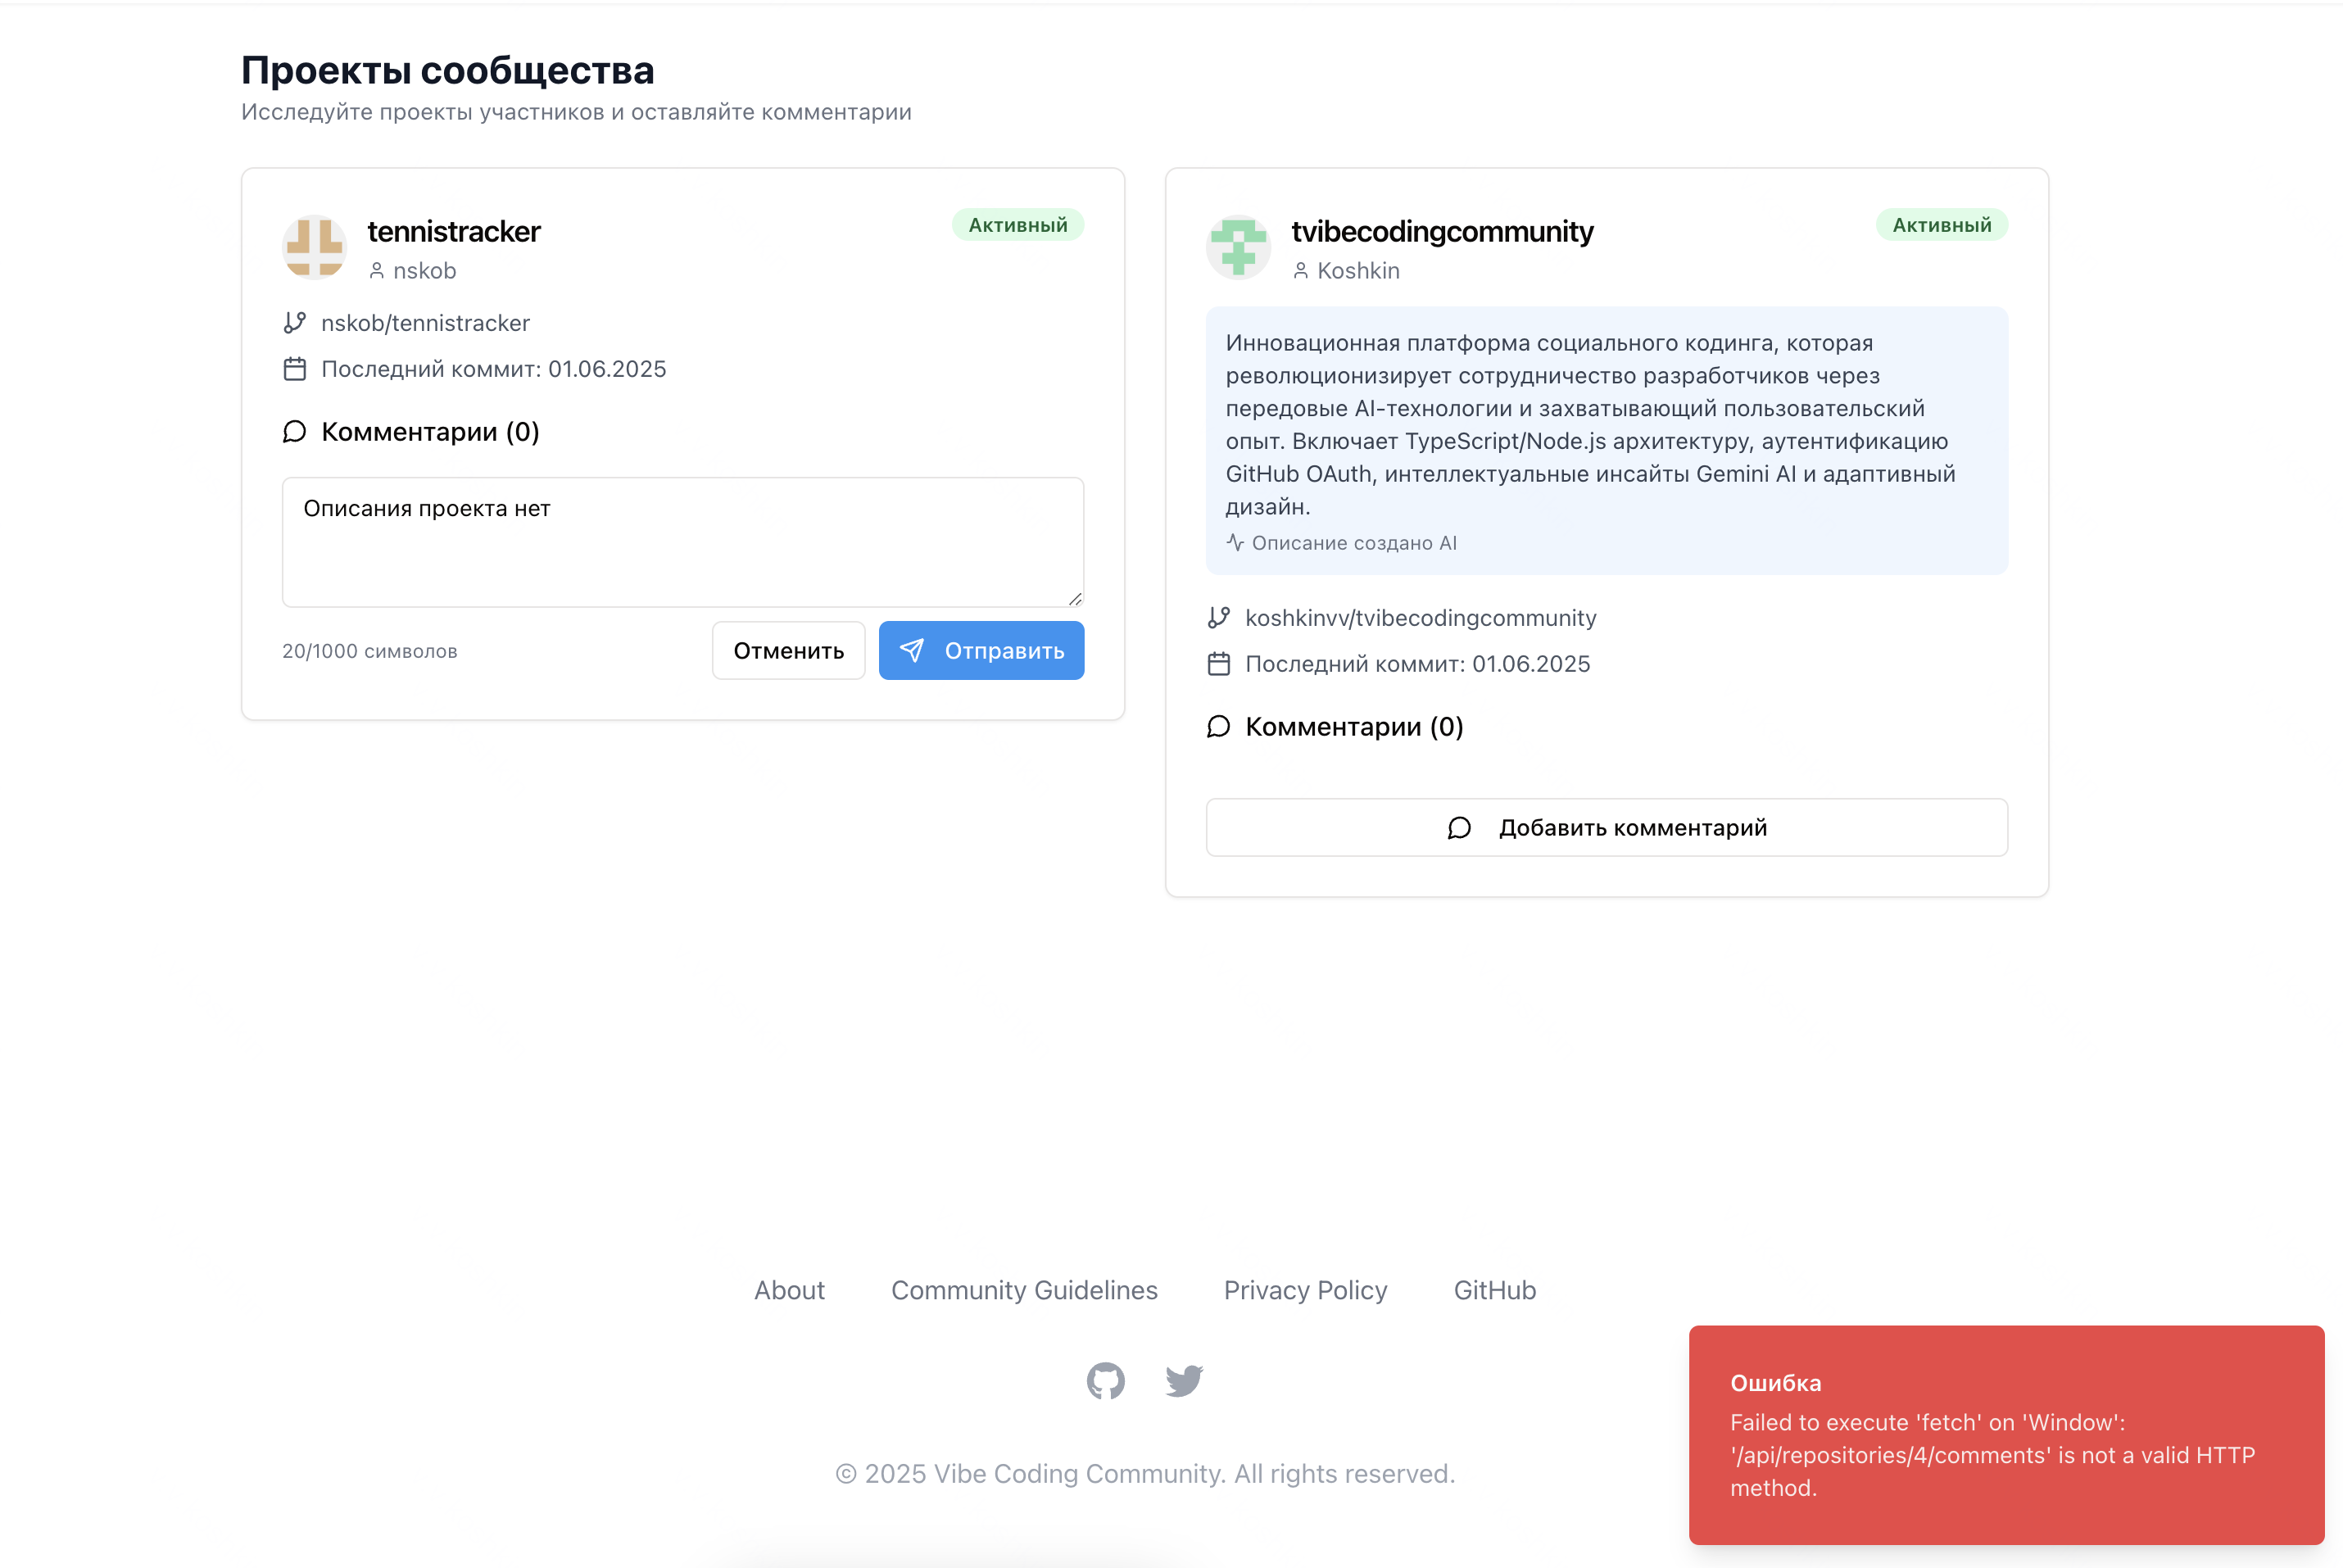 Проекты сообщества
Исследуйте проекты участников и оставляйте комментарии
tennistracker
Активный
nskob
nskob/tennistracker
Последний коммит: 01.06.2025
Комментарии (0)
Описания проекта нет
20/1000 символов
Отменить
Отправить
tvibecodingcommunity
Активный
Koshkin
Инновационная платформа социального кодинга, которая
революционизирует сотрудничество разработчиков через
передовые AI-технологии и захватывающий пользовательский
опыт. Включает TypeScript/Node.js архитектуру, аутентификацию
GitHub OAuth, интеллектуальные инсайты Gemini AI и адаптивный
дизайн.
Описание создано AI
koshkinvv/tvibecodingcommunity
Последний коммит: 01.06.2025
Комментарии (0)
Добавить комментарий
About
Community Guidelines
Privacy Policy
GitHub
© 2025 Vibe Coding Community. All rights reserved.
Ошибка
Failed to execute 'fetch' on 'Window':
'/api/repositories/4/comments' is not a valid HTTP
method.